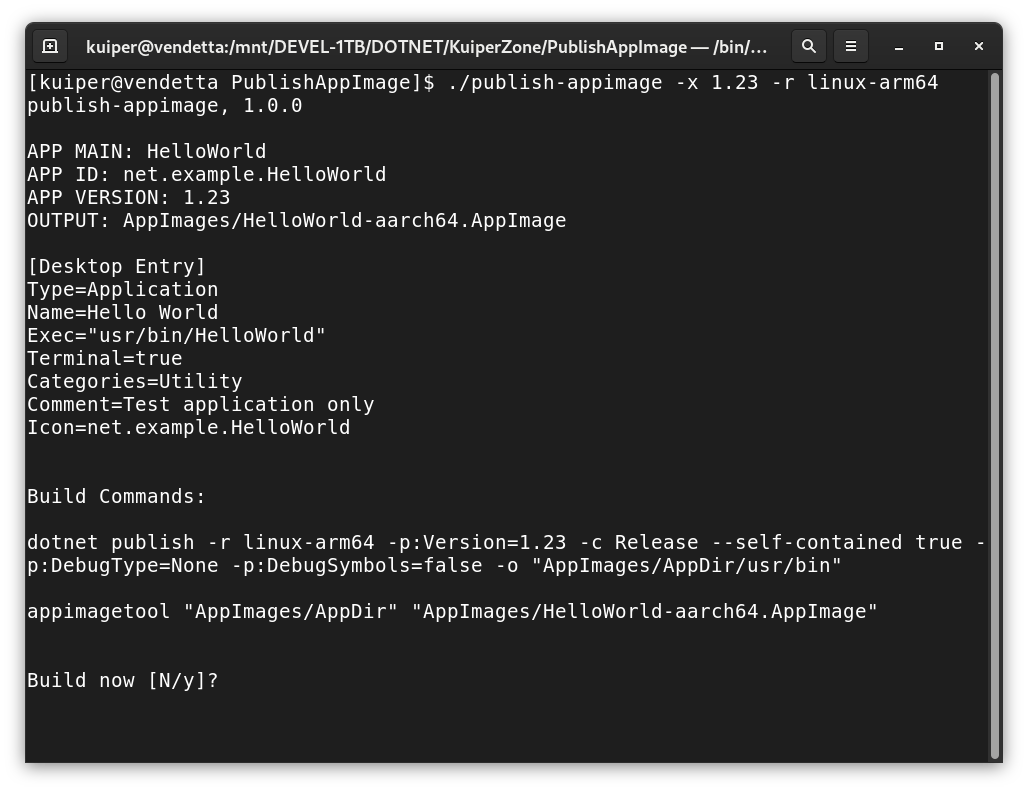 kuiper@vendetta:/mnt/DEVEL-1TB/DOTNET/KuiperZone/PublishAppImage — /bin/...
[kuiper@vendetta PublishAppImage]$ ./publish-appimage -x 1.23 -r linux-arm64
publish-appimage, 1.0.0
APP MAIN: HelloWorld
APP ID: net.example.HelloWorld
APP VERSION: 1.23
OUTPUT: AppImages/HelloWorld-aarch64.AppImage
[Desktop Entry]
Type=Application
Name=Hello World
Exec="usr/bin/HelloWorld"
Terminal=true
Categories=Utility
Comment=Test application only
Icon=net.example.HelloWorld
Build Commands:
dotnet publish -r linux-arm64 -p:Version=1.23 -c Release --self-contained true -
p:DebugType=None -p:DebugSymbols=false -o "AppImages/AppDir/usr/bin"
appimagetool "AppImages/AppDir" "AppImages/HelloWorld-aarch64.AppImage"
Build now [N/y]?